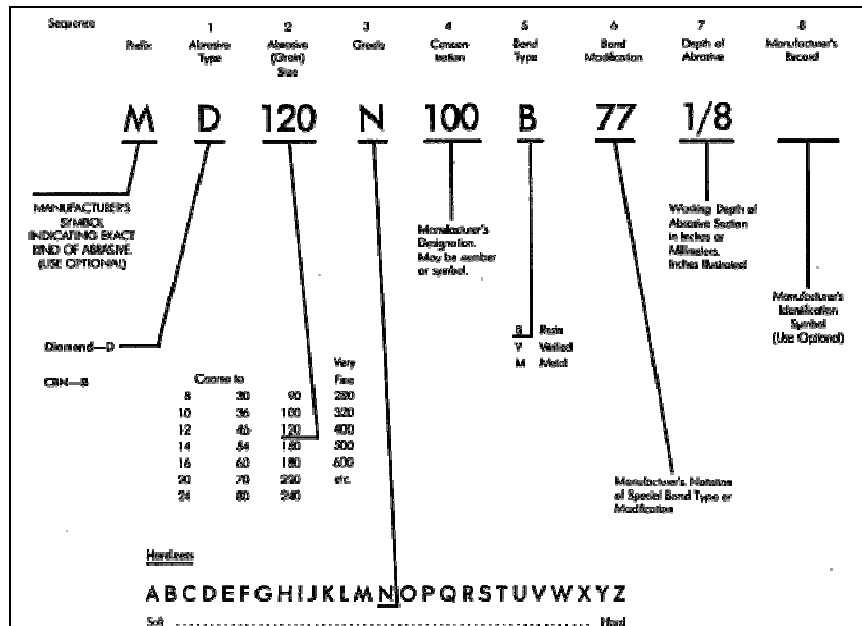 Sequence 1 2 3 4 5 6 7 8
Prefix Abrasive Type Abrasive (Grain) Size Grade Concentration Bond Type Bond Modification Depth of Abrasive Manufacturer's Record
M D 120 N 100 B 77 1/8
MANUFACTURER'S
SYMBOL
INDICATING EXACT
KIND OF ABRASIVE.
(USE OPTIONAL)
Manufacturer's
Designation.
May be number
or symbol.
Working Depth of
Abrasive Section
in Inches or
Millimeters.
Inches Illustrated
Manufacturer's
Identification
Symbol
(Use Optional)
Diamond—D
CBN—B
B Resin
V Vitrified
M Metal
Coarse to Very Fine
8 30 90 280
10 36 100 320
12 46 120 400
14 54 150 500
16 60 180 600
20 70 220 etc.
24 80 240
Manufacturer's Notation
of Special Bond Type or
Modification
Hardness
ABCDEFGHIJKLMNOPQRSTUVWXYZ
Soft Hard